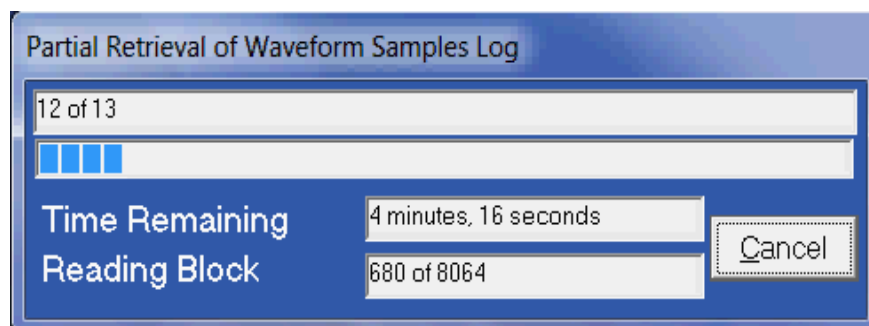 Partial Retrieval of Waveform Samples Log
12 of 13
Time Remaining
4 minutes, 16 seconds
Cancel
Reading Block
680 of 8064